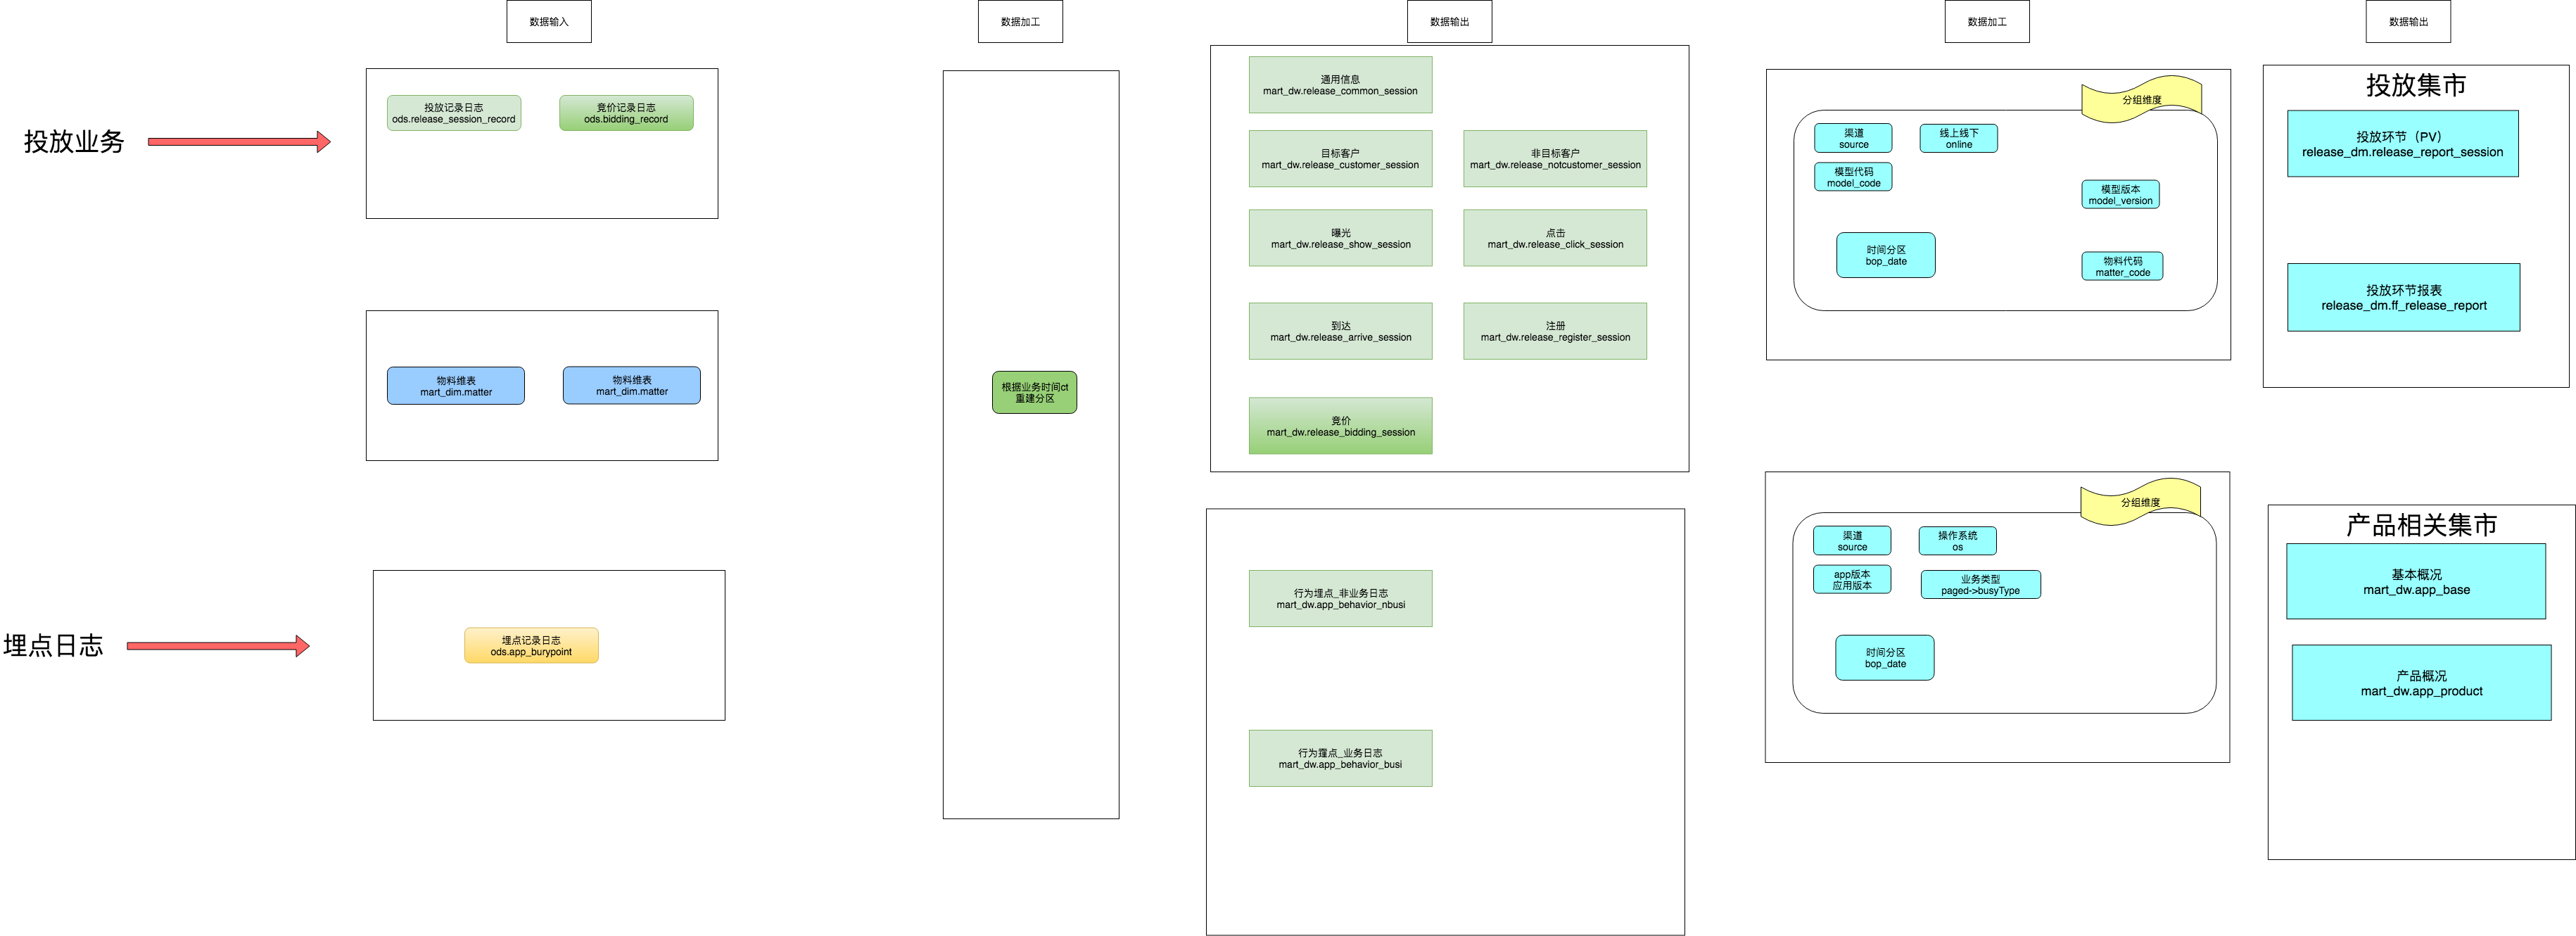 数据输入
数据加工
数据输出
数据加工
数据输出
投放业务
投放记录日志
ods.release_session_record
竞价记录日志
ods.bidding_record
物料维表
mart_dim.matter
物料维表
mart_dim.matter
埋点日志
埋点记录日志
ods.app_burypoint
根据业务时间ct
重建分区
通用信息
mart_dw.release_common_session
目标客户
mart_dw.release_customer_session
非目标客户
mart_dw.release_notcustomer_session
曝光
mart_dw.release_show_session
点击
mart_dw.release_click_session
到达
mart_dw.release_arrive_session
注册
mart_dw.release_register_session
竞价
mart_dw.release_bidding_session
行为埋点_非业务日志
mart_dw.app_behavior_nbusi
行为霾点_业务日志
mart_dw.app_behavior_busi
分组维度
渠道
source
线上线下
online
模型代码
model_code
模型版本
model_version
时间分区
bop_date
物料代码
matter_code
分组维度
渠道
source
操作系统
os
app版本
应用版本
业务类型
paged->busyType
时间分区
bop_date
投放集市
投放环节（PV）
release_dm.release_report_session
投放环节报表
release_dm.ff_release_report
产品相关集市
基本概况
mart_dw.app_base
产品概况
mart_dw.app_product